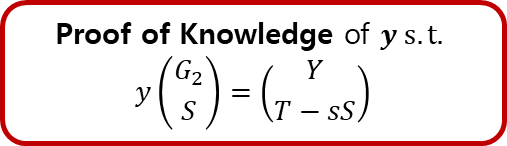 Proof of Knowledge of y s.t.
y(G₂ S) = (Y T − sS)